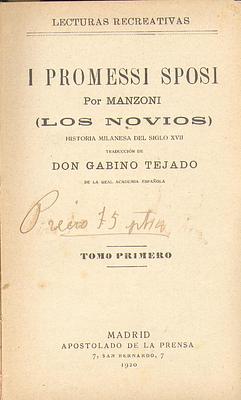 LECTURAS RECREATIVAS
I PROMESSI SPOSI
Por MANZONI
(LOS NOVIOS)
HISTORIA MILANESA DEL SIGLO XVII
TRADUCCIÓN DE
DON GABINO TEJADO
DE LA REAL ACADEMIA ESPAÑOLA
Precio 75
TOMO PRIMERO
MADRID
APOSTOLADO DE LA PRENSA
7, SAN BERNARDO, 7
1920